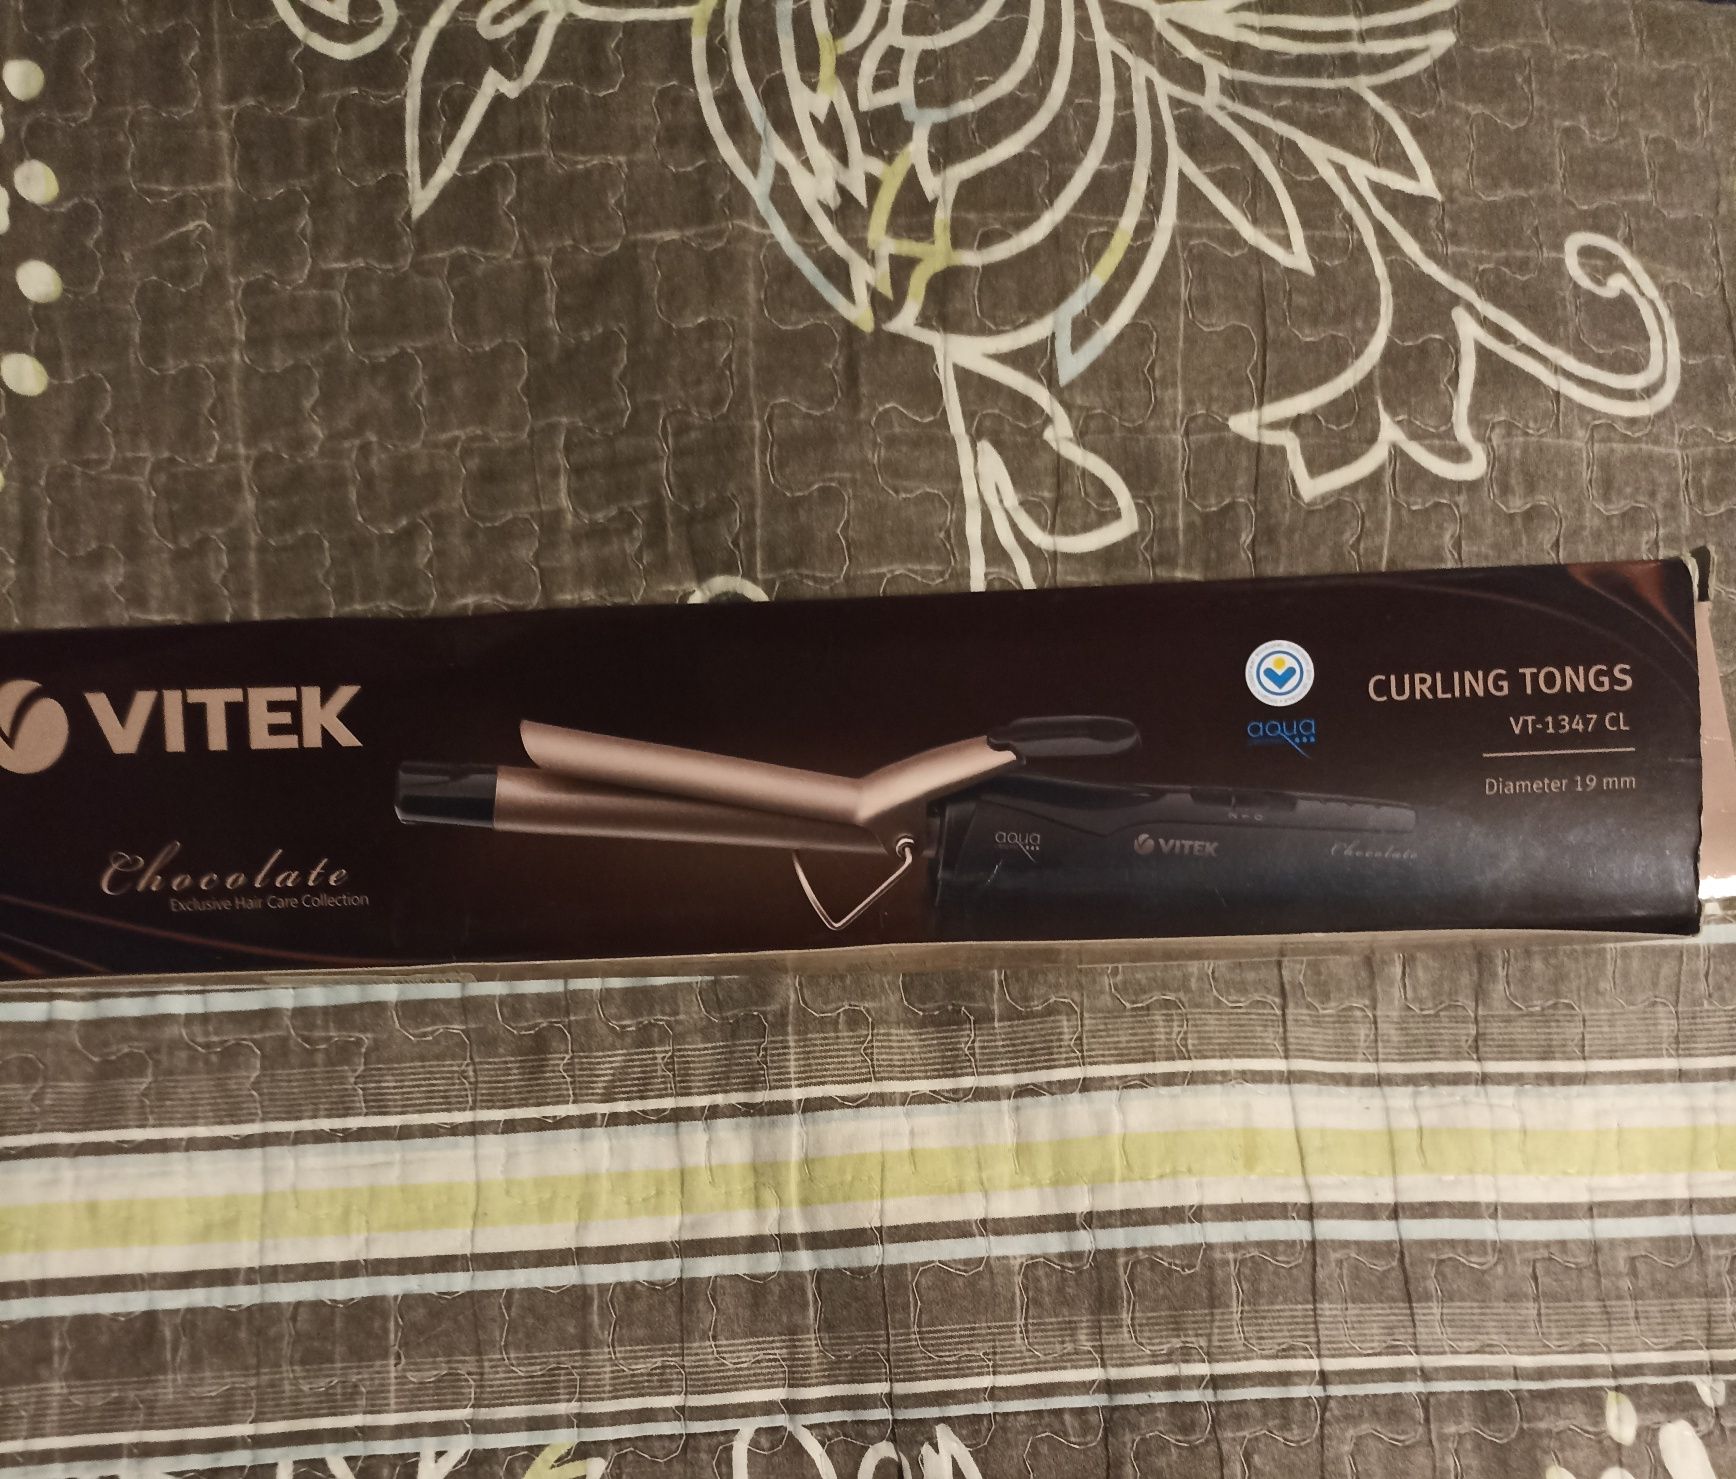 VITEK
Chocolate
Exclusive Hair Care Collection
aqua
VITEK
Chocolate
aqua
CURLING TONGS
VT-1347 CL
Diameter 19 mm